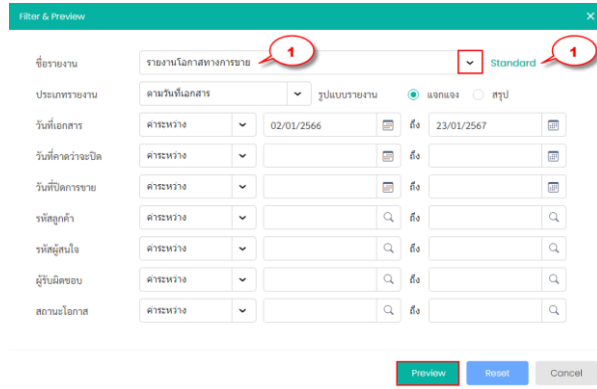 Filter & Preview
ชื่อรายงาน รายงานโอกาสทางการขาย 1 Standard 1
ประเภทรายงาน ตามวันที่เอกสาร รูปแบบรายงาน แจกแจง สรุป
วันที่เอกสาร ค่าระหว่าง 02/01/2566 ถึง 23/01/2567
วันที่คาดว่าจะปิด ค่าระหว่าง ถึง
วันที่ปิดการขาย ค่าระหว่าง ถึง
รหัสลูกค้า ค่าระหว่าง ถึง
รหัสผู้สนใจ ค่าระหว่าง ถึง
ผู้รับผิดชอบ ค่าระหว่าง ถึง
สถานะโอกาส ค่าระหว่าง ถึง
Preview Reset Cancel